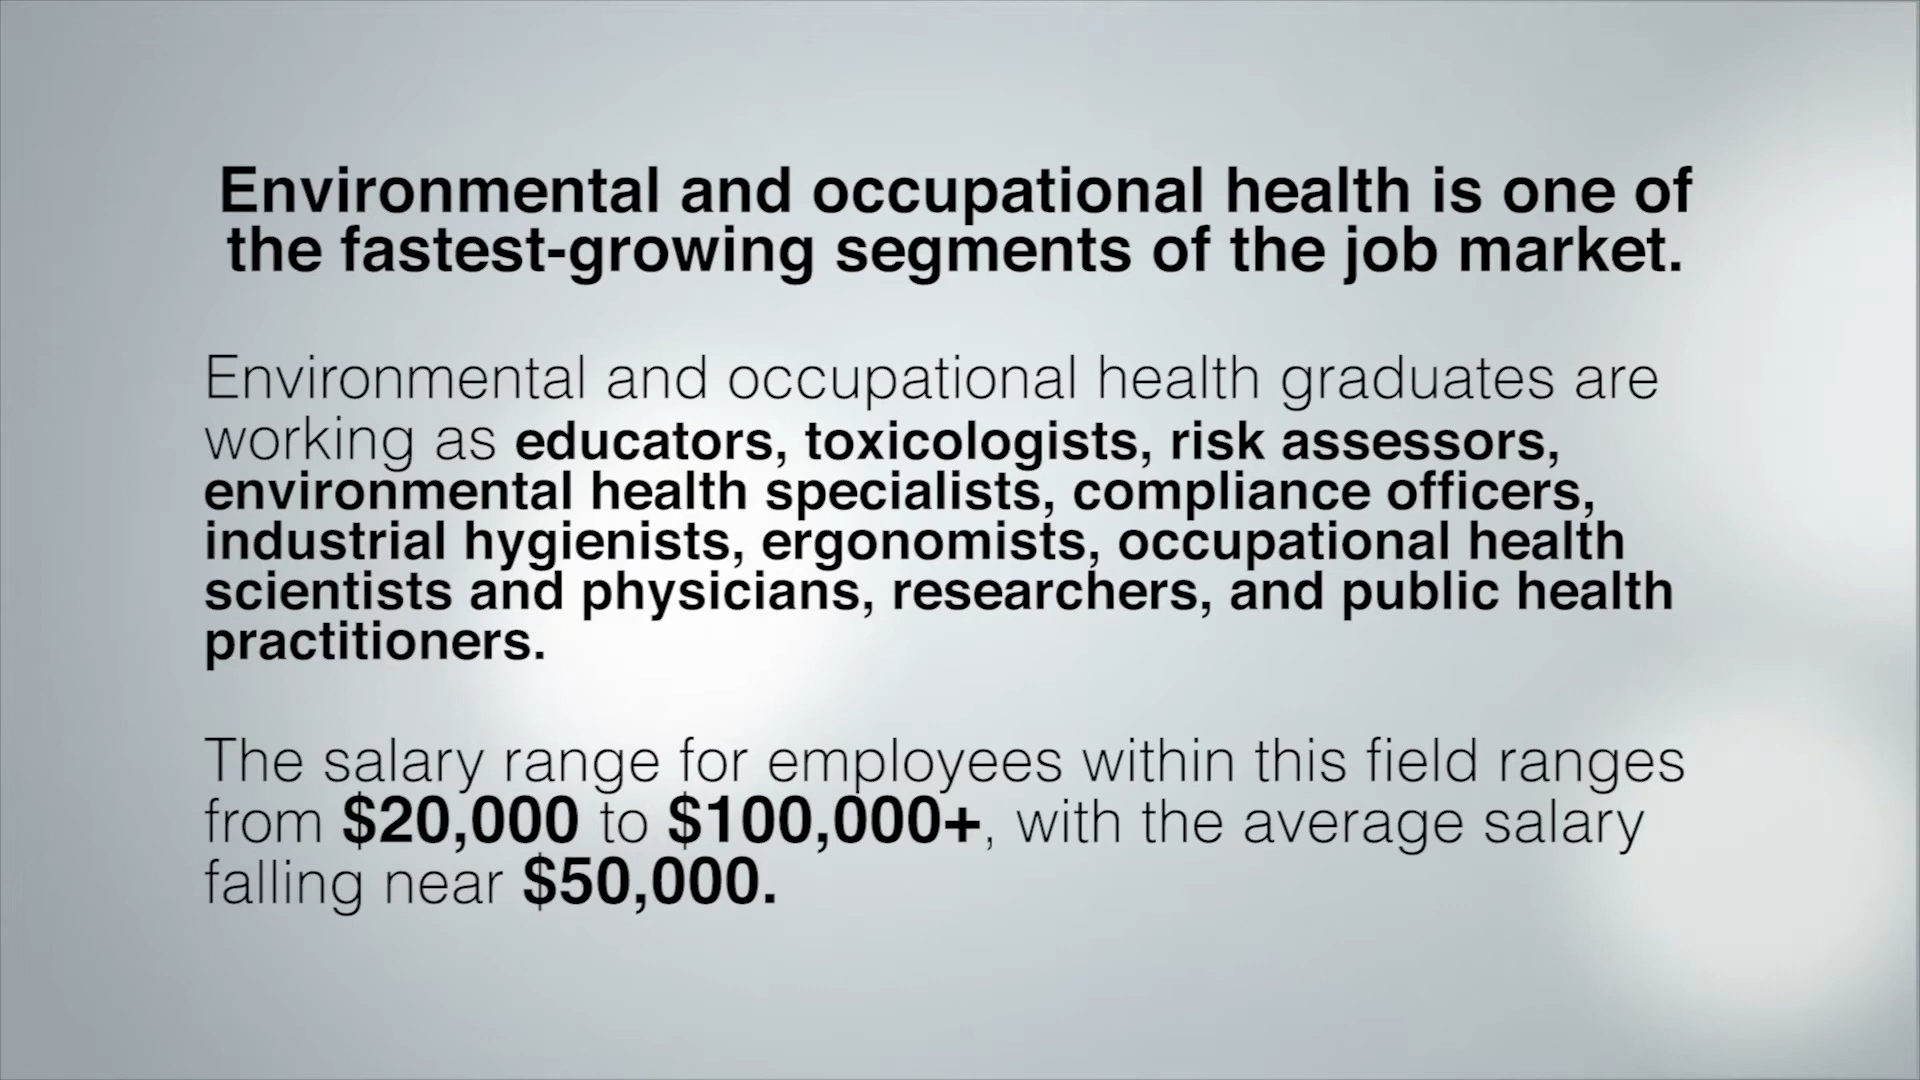 Environmental and occupational health is one of
the fastest-growing segments of the job market.
Environmental and occupational health graduates are
working as educators, toxicologists, risk assessors,
environmental health specialists, compliance officers,
industrial hygienists, ergonomists, occupational health
scientists and physicians, researchers, and public health
practitioners.
The salary range for employees within this field ranges
from $20,000 to $100,000+, with the average salary
falling near $50,000.